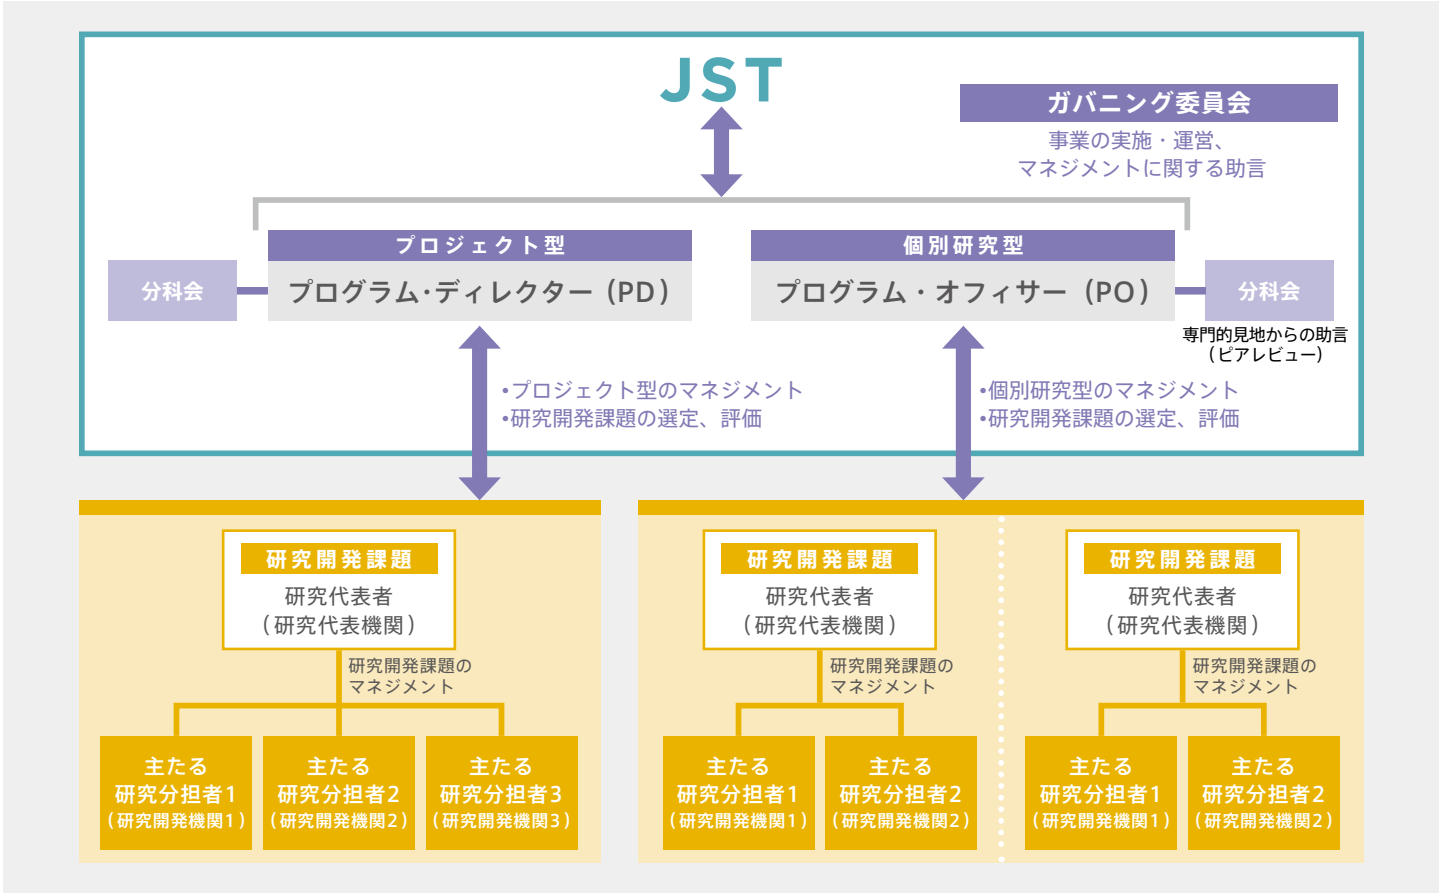 JST
ガバニング委員会
事業の実施・運営、
マネジメントに関する助言
プロジェクト型
分科会
プログラム・ディレクター（PD）
個別研究型
プログラム・オフィサー（PO）
分科会
専門的見地からの助言
（ピアレビュー）
•プロジェクト型のマネジメント
•研究開発課題の選定、評価
•個別研究型のマネジメント
•研究開発課題の選定、評価
研究開発課題
研究代表者
（研究代表機関）
研究開発課題の
マネジメント
主たる
研究分担者1
（研究開発機関1）
主たる
研究分担者2
（研究開発機関2）
主たる
研究分担者3
（研究開発機関3）
研究開発課題
研究代表者
（研究代表機関）
研究開発課題の
マネジメント
主たる
研究分担者1
（研究開発機関1）
主たる
研究分担者2
（研究開発機関2）
研究開発課題
研究代表者
（研究代表機関）
研究開発課題の
マネジメント
主たる
研究分担者1
（研究開発機関1）
主たる
研究分担者2
（研究開発機関2）